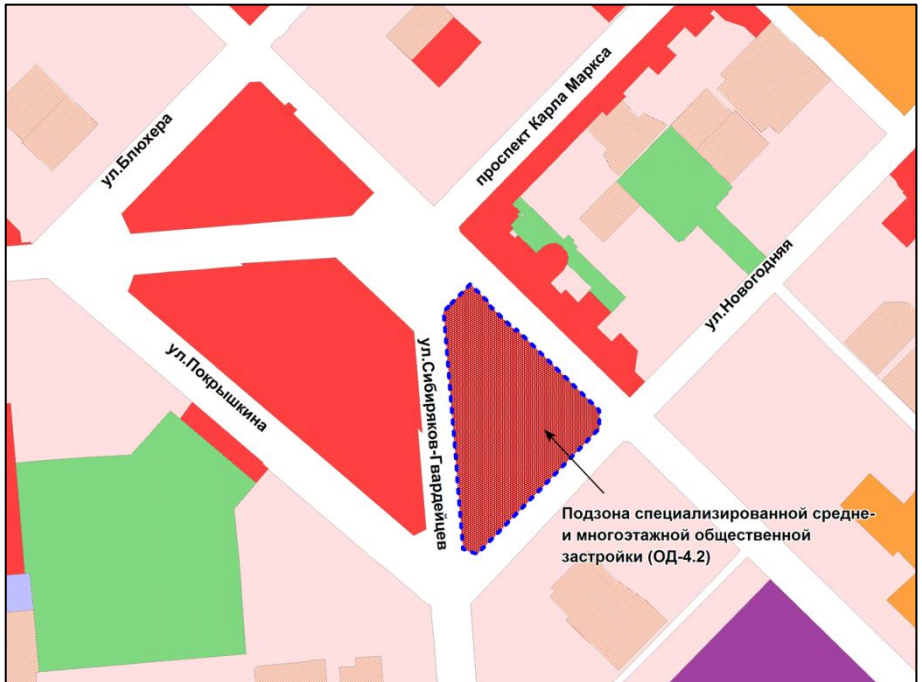 ул.Блюхера
проспект Карла Маркса
ул.Новогодняя
ул.Покрышкина
ул.Сибиряков-Гвардейцев
Подзона специализированной средне-
и многоэтажной общественной
застройки (ОД-4.2)